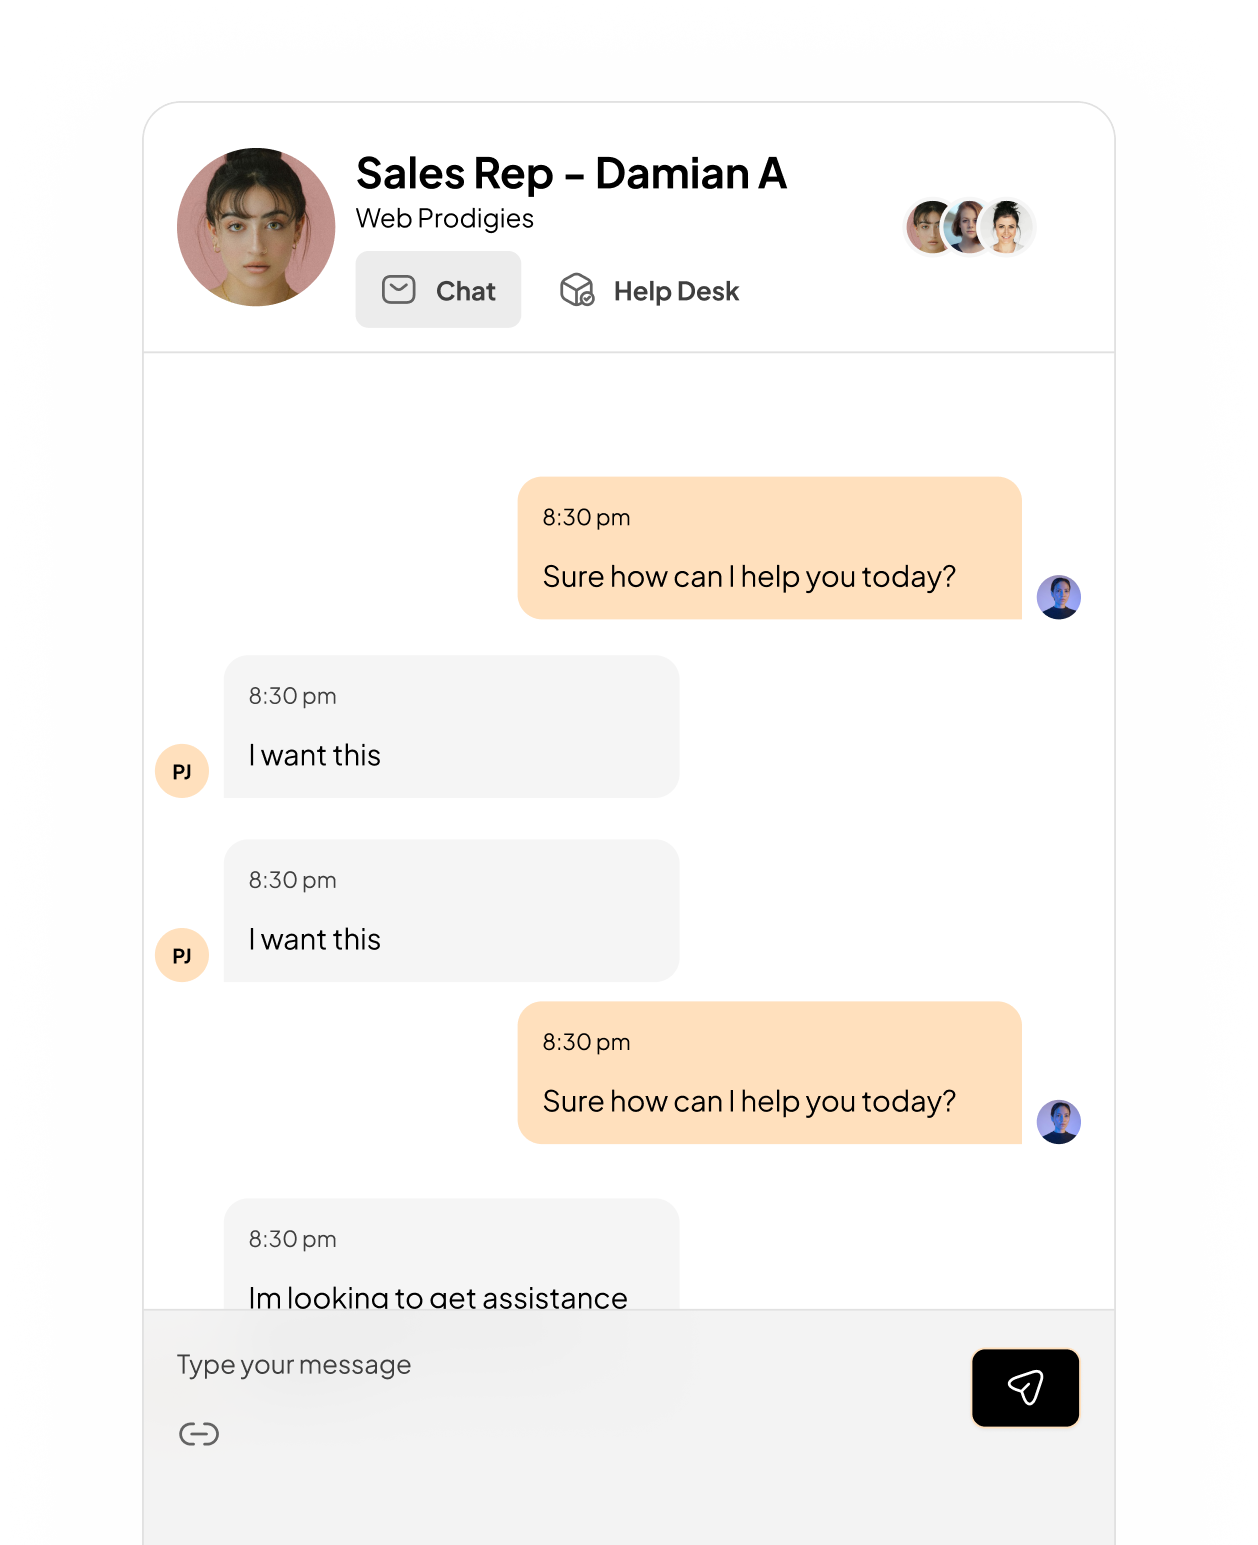 Sales Rep – Damian A
Web Prodigies
Chat
Help Desk
8:30 pm
Sure how can I help you today?
8:30 pm
I want this
PJ
8:30 pm
I want this
PJ
8:30 pm
Sure how can I help you today?
8:30 pm
Im looking to get assistance
Type your message